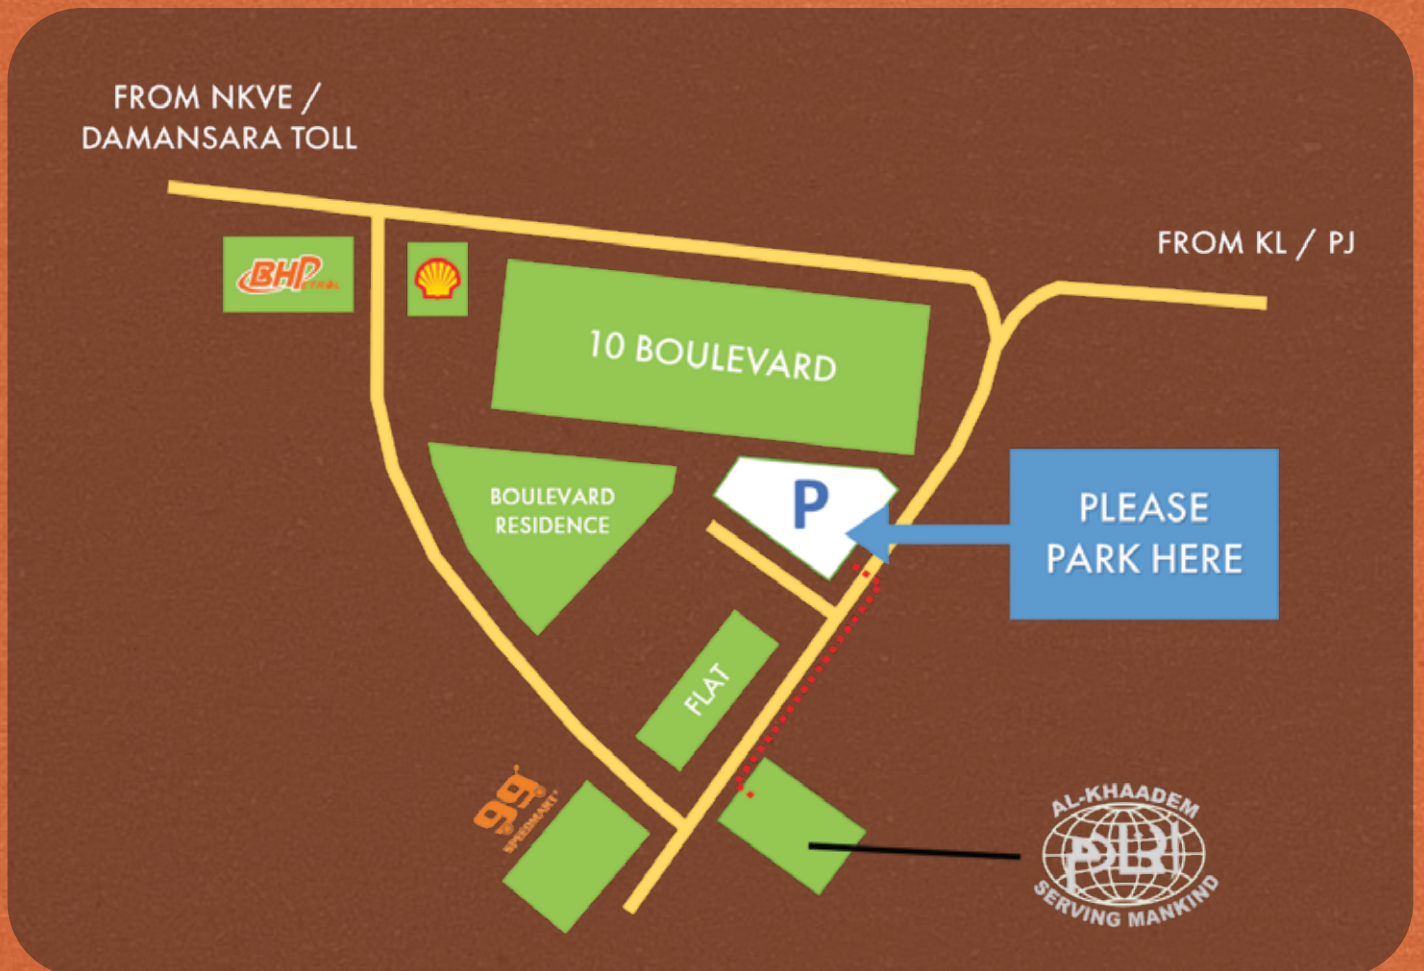 FROM NKVE /
DAMANSARA TOLL
FROM KL / PJ
BHPETROL
10 BOULEVARD
BOULEVARD
RESIDENCE
P
PLEASE
PARK HERE
FLAT
99
SPEEDMART
AL-KHAADEM
SERVING MANKIND